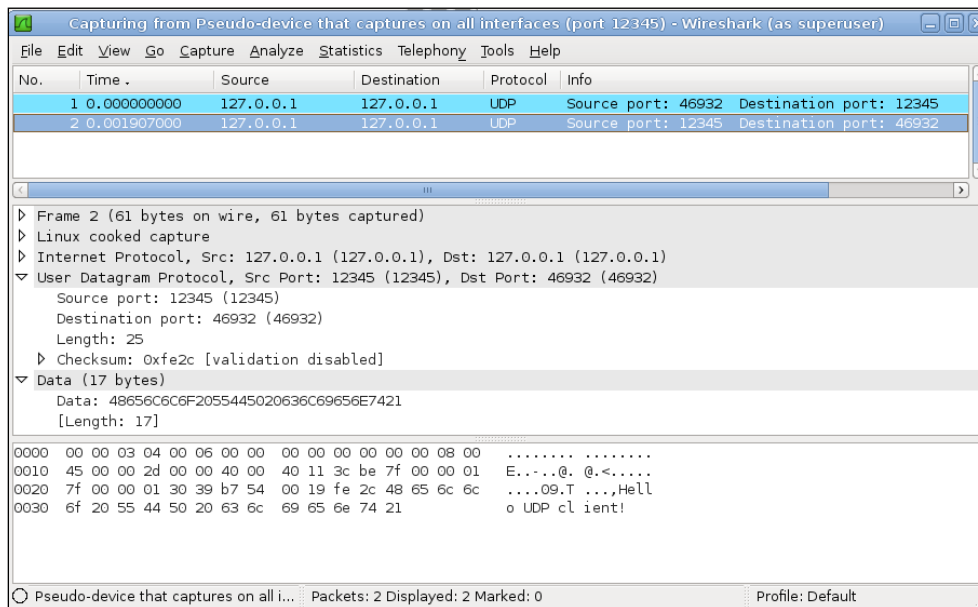 Capturing from Pseudo-device that captures on all interfaces (port 12345) - Wireshark (as superuser)
File Edit View Go Capture Analyze Statistics Telephony Tools Help
No. Time . Source Destination Protocol Info
1 0.000000000 127.0.0.1 127.0.0.1 UDP Source port: 46932 Destination port: 12345
2 0.001907000 127.0.0.1 127.0.0.1 UDP Source port: 12345 Destination port: 46932
Frame 2 (61 bytes on wire, 61 bytes captured)
Linux cooked capture
Internet Protocol, Src: 127.0.0.1 (127.0.0.1), Dst: 127.0.0.1 (127.0.0.1)
User Datagram Protocol, Src Port: 12345 (12345), Dst Port: 46932 (46932)
Source port: 12345 (12345)
Destination port: 46932 (46932)
Length: 25
Checksum: 0xfe2c [validation disabled]
Data (17 bytes)
Data: 48656C6C6F2055445020636C69656E7421
[Length: 17]
0000 00 00 03 04 00 06 00 00 00 00 00 00 00 00 08 00 ........ ........
0010 45 00 00 2d 00 00 40 00 40 11 3c be 7f 00 00 01 E..-..@. @.<.....
0020 7f 00 00 01 30 39 b7 54 00 19 fe 2c 48 65 6c 6c ....09.T ...,Hell
0030 6f 20 55 44 50 20 63 6c 69 65 6e 74 21 o UDP cl ient!
Pseudo-device that captures on all i... Packets: 2 Displayed: 2 Marked: 0 Profile: Default